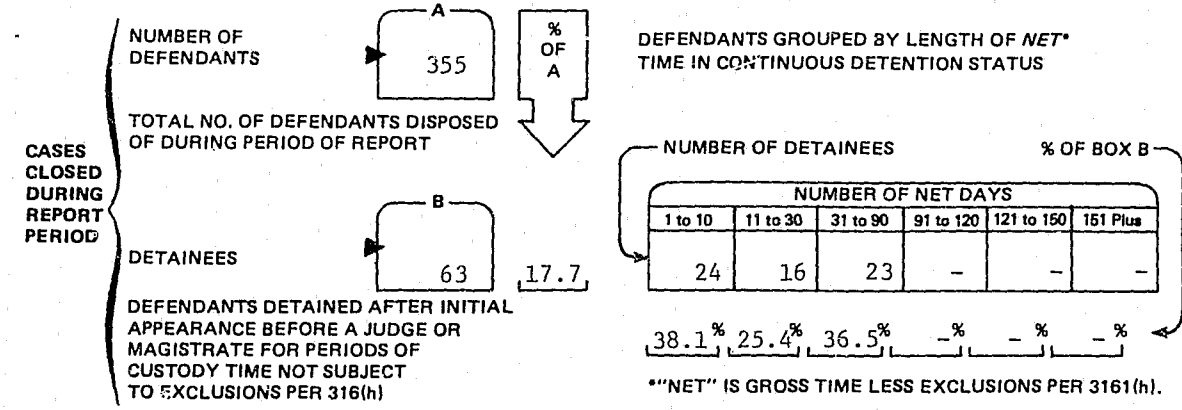 A
NUMBER OF
DEFENDANTS
355
%
OF
A
TOTAL NO. OF DEFENDANTS DISPOSED
OF DURING PERIOD OF REPORT
CASES
CLOSED
DURING
REPORT
PERIOD
B
DETAINEES
63
17.7
DEFENDANTS DETAINED AFTER INITIAL
APPEARANCE BEFORE A JUDGE OR
MAGISTRATE FOR PERIODS OF
CUSTODY TIME NOT SUBJECT
TO EXCLUSIONS PER 316(h)
DEFENDANTS GROUPED BY LENGTH OF NET*
TIME IN CONTINUOUS DETENTION STATUS
NUMBER OF DETAINEES % OF BOX B
NUMBER OF NET DAYS
1 to 10 11 to 30 31 to 90 91 to 120 121 to 150 151 Plus
24 16 23 - - -
38.1% 25.4% 36.5% -% -% -%
*"NET" IS GROSS TIME LESS EXCLUSIONS PER 3161(h).